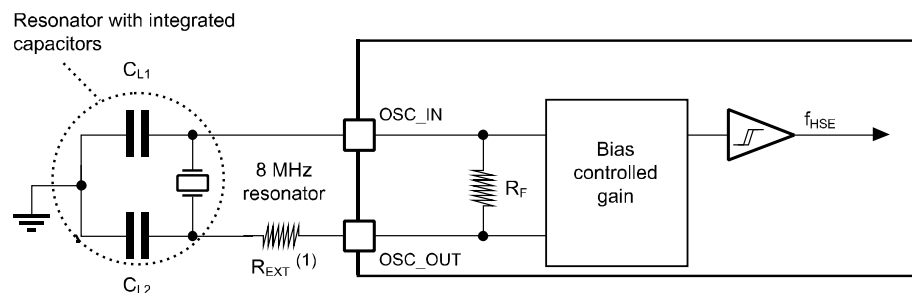 Resonator with integrated
capacitors
CL1
OSC_IN
fHSE
8 MHz
resonator
Bias
controlled
gain
RF
REXT (1)
OSC_OUT
CL2